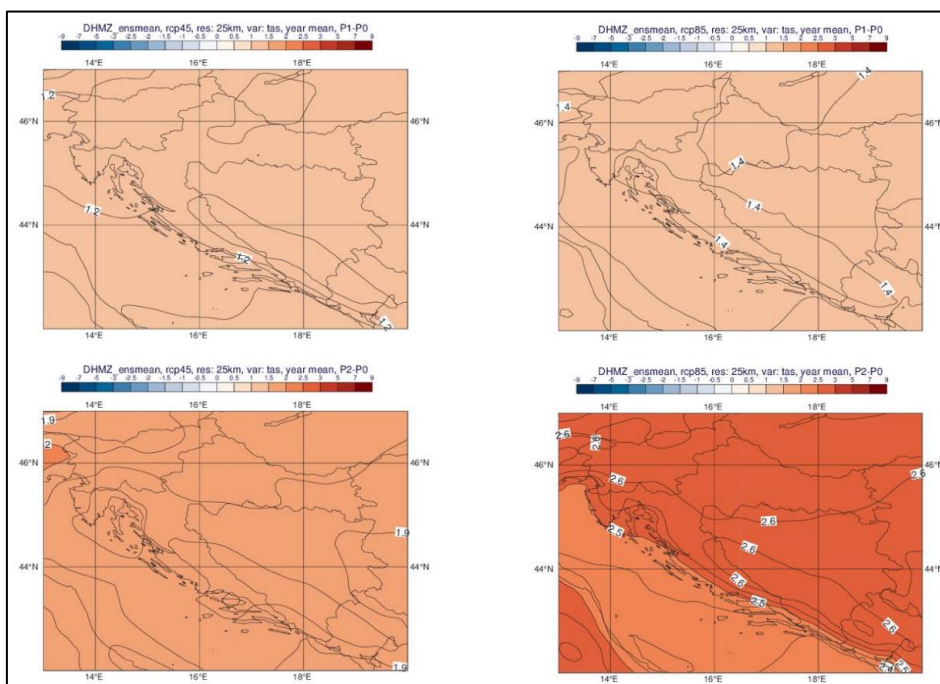 DHMZ_ensmean, rcp45, res: 25km, var: tas, year mean, P1-P0
-9 -7 -5 -3 -2.5 -2 -1.5 -1 -0.5 0 0.5 1 1.5 2 2.5 3 5 7 9
14°E 16°E 18°E
1.2
46°N
1.2
44°N
1.2
1.2
14°E 16°E 18°E
DHMZ_ensmean, rcp85, res: 25km, var: tas, year mean, P1-P0
-9 -7 -5 -3 -2.5 -2 -1.5 -1 -0.5 0 0.5 1 1.5 2 2.5 3 5 7 9
14°E 16°E 18°E
1.4
1.4
46°N 46°N
1.4
1.4
44°N 44°N
1.4
1.4
14°E 16°E 18°E
DHMZ_ensmean, rcp45, res: 25km, var: tas, year mean, P2-P0
-9 -7 -5 -3 -2.5 -2 -1.5 -1 -0.5 0 0.5 1 1.5 2 2.5 3 5 7 9
14°E 16°E 18°E
1.9
2
46°N
1.9
44°N
1.9
14°E 16°E 18°E
DHMZ_ensmean, rcp85, res: 25km, var: tas, year mean, P2-P0
-9 -7 -5 -3 -2.5 -2 -1.5 -1 -0.5 0 0.5 1 1.5 2 2.5 3 5 7 9
14°E 16°E 18°E
2.6 2.6
46°N 46°N
2.6 2.6
2.6
2.5
2.6
44°N 44°N
2.6
2.5
2.6
2.4 2.5
14°E 16°E 18°E